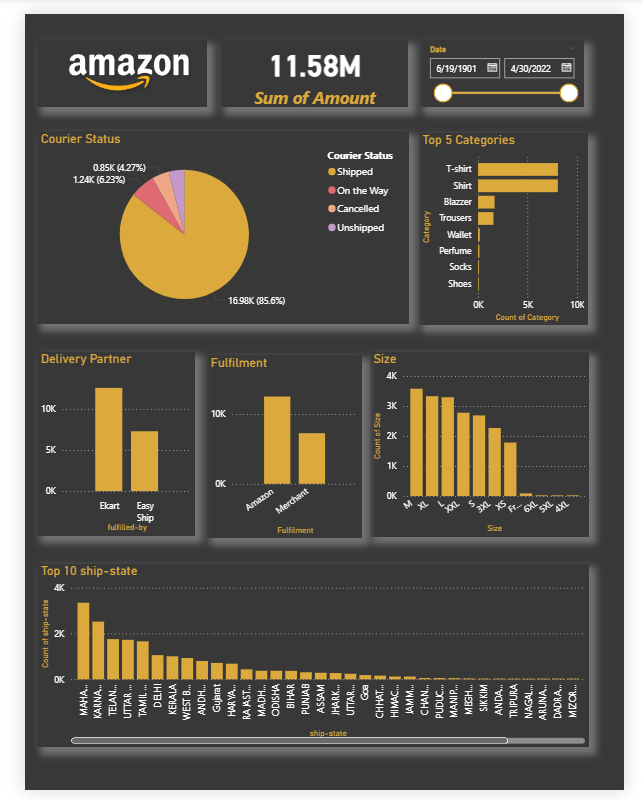 amazon
11.58M
Sum of Amount
Date
6/19/1901
4/30/2022
Courier Status
0.85K (4.27%)
1.24K (6.23%)
16.98K (85.6%)
Courier Status
Shipped
On the Way
Cancelled
Unshipped
Top 5 Categories
Category
T-shirt
Shirt
Blazzer
Trousers
Wallet
Perfume
Socks
Shoes
0K 5K 10K
Count of Category
Delivery Partner
10K
5K
0K
Ekart Easy
Ship
fulfilled-by
Fulfilment
10K
0K
Amazon Merchant
Fulfilment
Size
Count of Size
4K
3K
2K
1K
0K
M XL L XXL S 3XL XS Fr... 6XL 5XL 4XL
Size
Top 10 ship-state
Count of ship-state
4K
2K
0K
MAHA... KARNA... TELAN... UTTAR... TAMIL ... DELHI KERALA WEST B... ANDH... Gujarat HARYA... RAJAST... MADH... ODISHA BIHAR PUNJAB ASSAM JHARK... UTTAR... Goa CHHAT... HIMAC... JAMM... CHAN... PUDUC... MANIP... MEGH... SIKKIM ANDA... TRIPURA NAGAL... ARUNA... DADRA... MIZOR...
ship-state